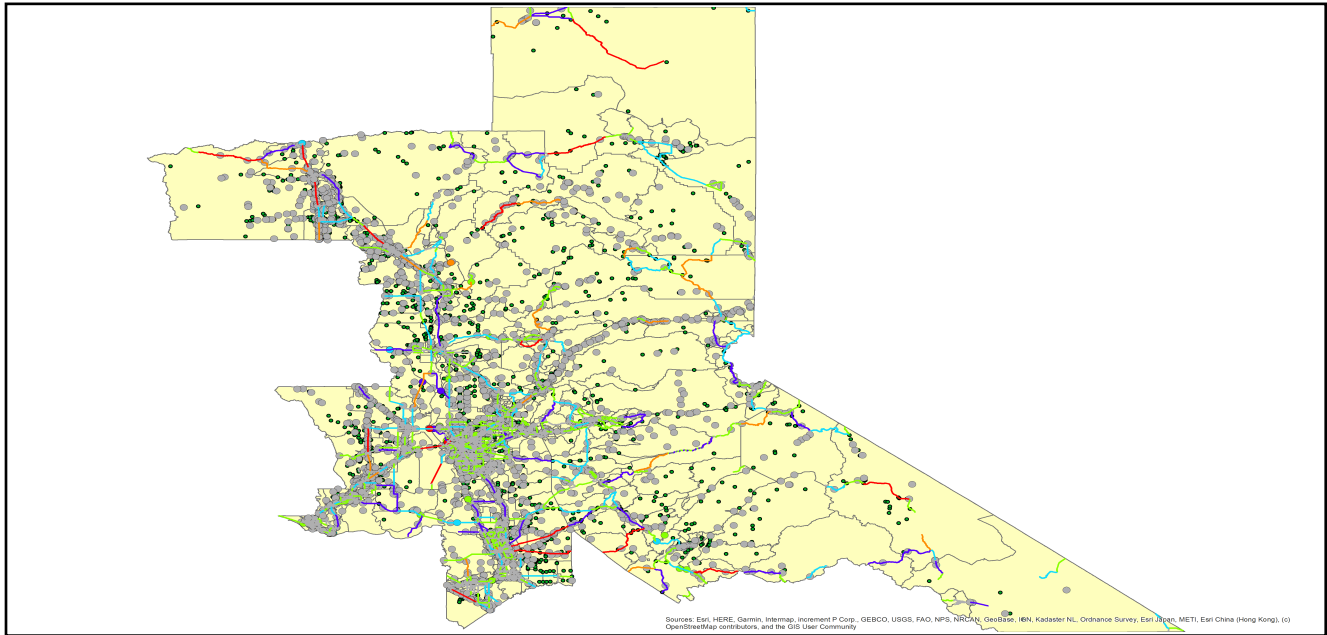 Sources: Esri, HERE, Garmin, Intermap, increment P Corp., GEBCO, USGS, FAO, NPS, NRCAN, GeoBase, IGN, Kadaster NL, Ordnance Survey, Esri Japan, METI, Esri China (Hong Kong), (c)
OpenStreetMap contributors, and the GIS User Community